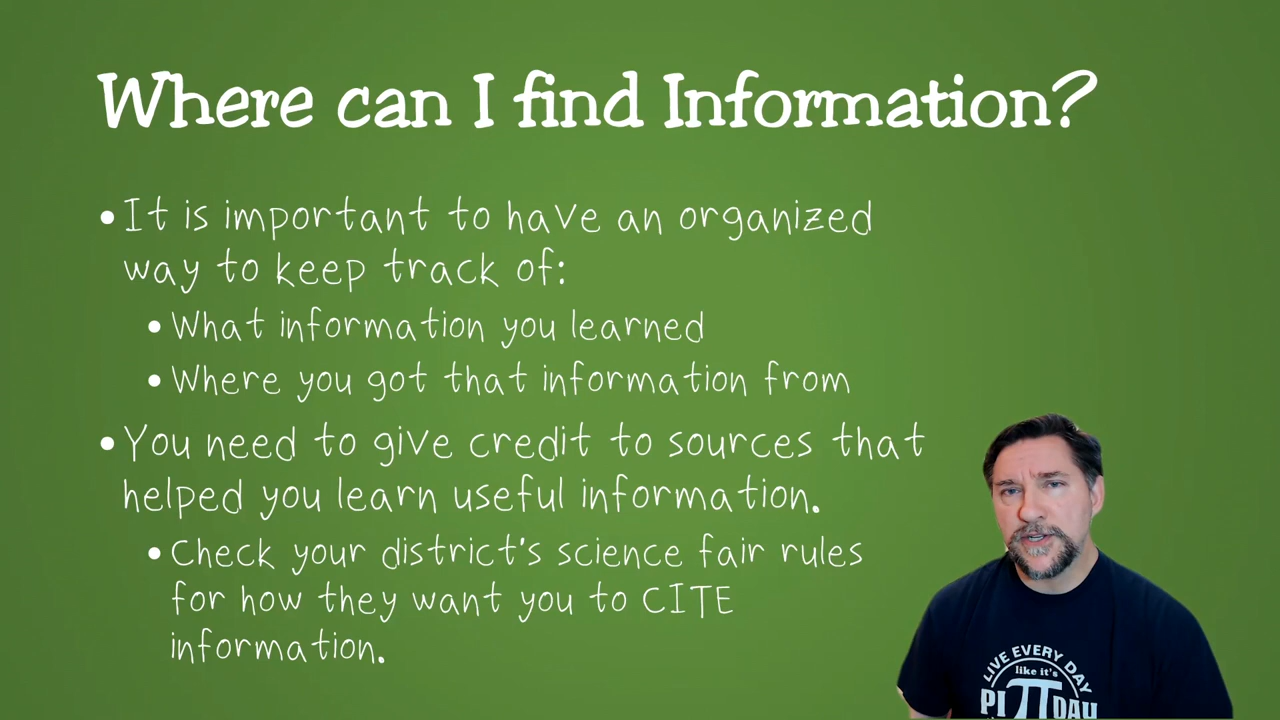 Where can I find Information?
• It is important to have an organized
way to keep track of:
• What information you learned
• Where you got that information from
• You need to give credit to sources that
helped you learn useful information.
• Check your district's science fair rules
for how they want you to CITE
information.
LIVE EVERY DAY
like it's
PI π DAY